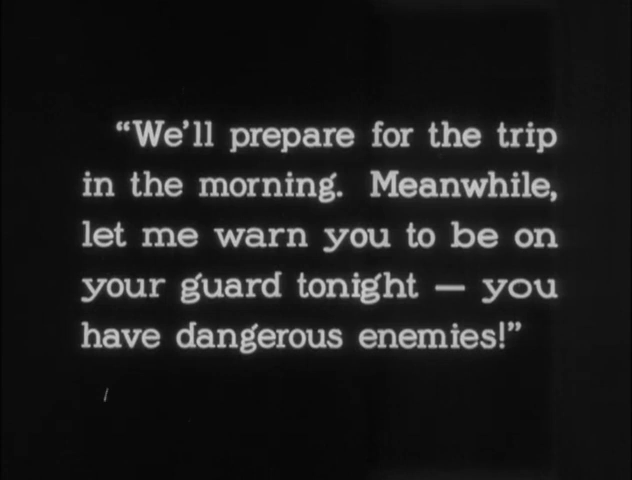 “We’ll prepare for the trip
in the morning. Meanwhile,
let me warn you to be on
your guard tonight — you
have dangerous enemies!”